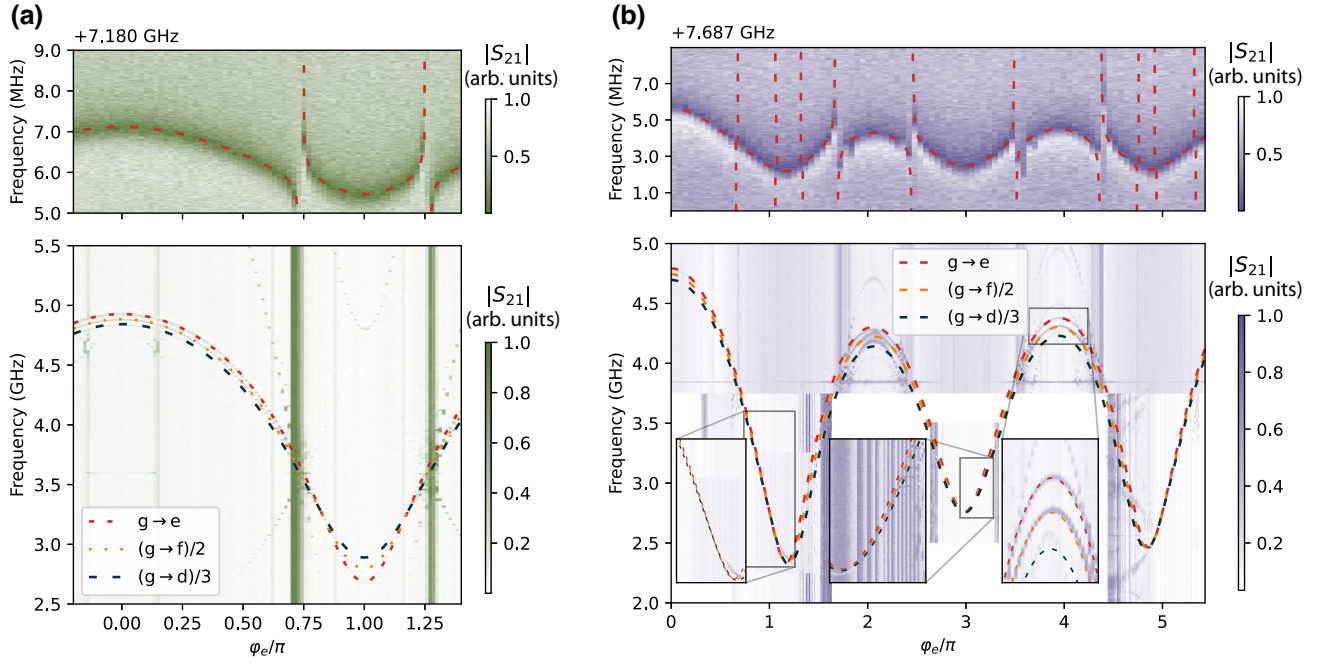 (a)
+7.180 GHz
Frequency (MHz)
9.0
8.0
7.0
6.0
5.0
|S21|
(arb. units)
1.0
0.5
Frequency (GHz)
5.5
5.0
4.5
4.0
3.5
3.0
2.5
g→e
(g→f)/2
(g→d)/3
0.00 0.25 0.50 0.75 1.00 1.25
φe/π
|S21|
(arb. units)
1.0
0.8
0.6
0.4
0.2
(b)
+7.687 GHz
Frequency (MHz)
7.0
5.0
3.0
1.0
|S21|
(arb. units)
1.0
0.5
Frequency (GHz)
5.0
4.5
4.0
3.5
3.0
2.5
2.0
g→e
(g→f)/2
(g→d)/3
0 1 2 3 4 5
φe/π
|S21|
(arb. units)
1.0
0.8
0.6
0.4
0.2